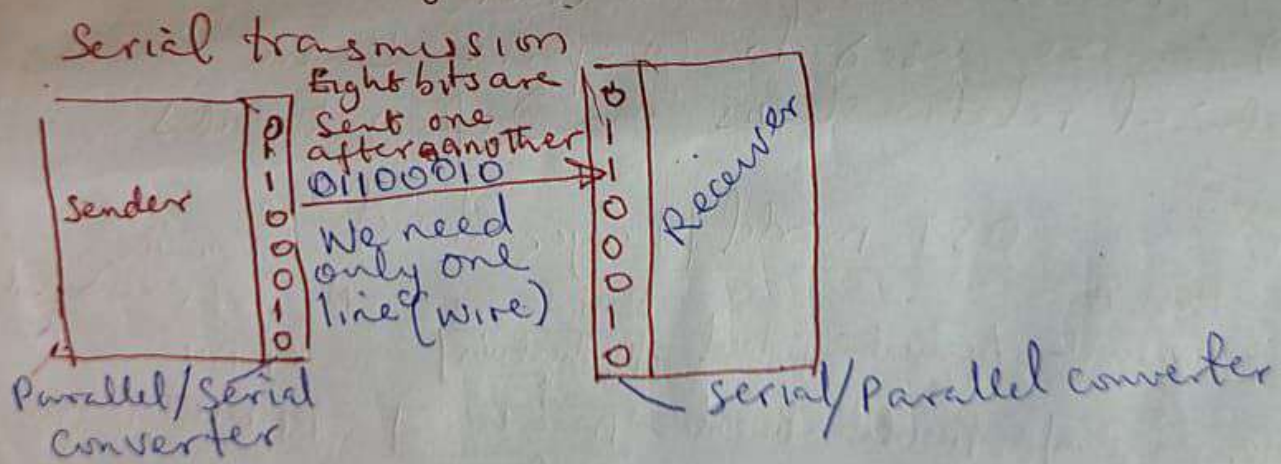 Serial trasmission
Eight bits are
sent one
after ganother
01100010
We need
only one
line (wire)
Sender
0
1
1
0
0
0
1
0
0
1
1
0
0
0
1
0
Receiver
Parallel/Serial
converter
serial/Parallel converter